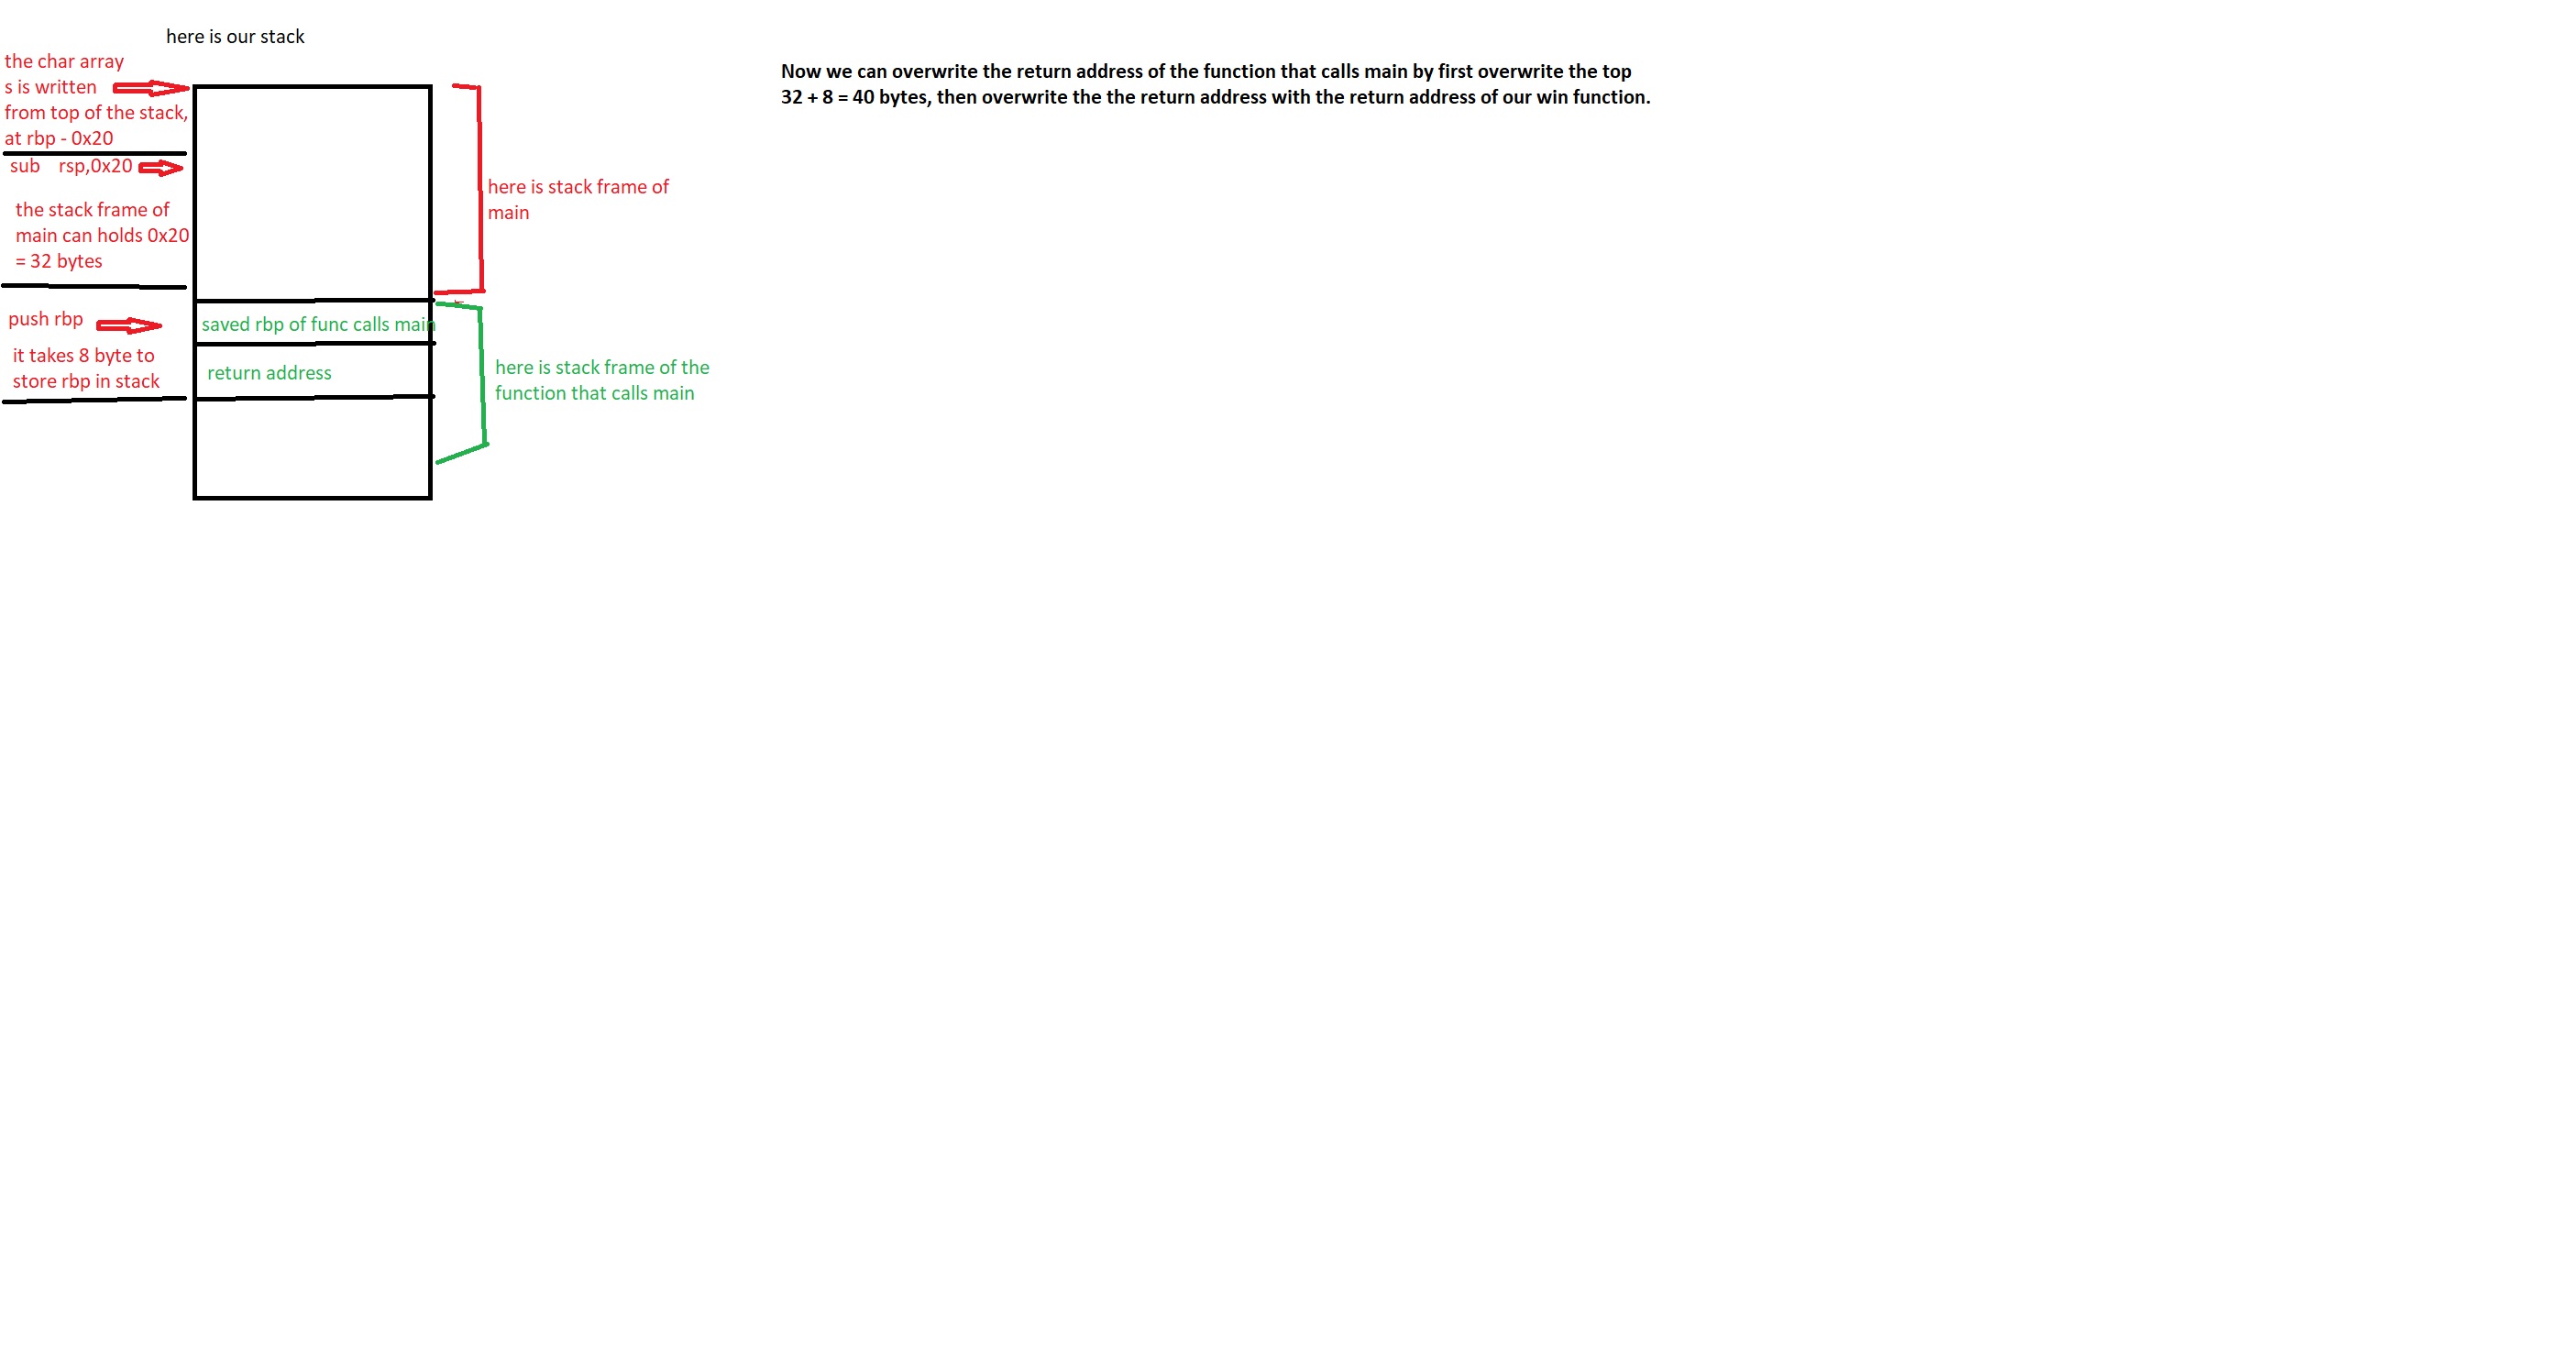 here is our stack
the char array
s is written
from top of the stack,
at rbp - 0x20
sub rsp,0x20
the stack frame of
main can holds 0x20
= 32 bytes
push rbp
it takes 8 byte to
store rbp in stack
saved rbp of func calls main
return address
here is stack frame of
main
here is stack frame of the
function that calls main
Now we can overwrite the return address of the function that calls main by first overwrite the top
32 + 8 = 40 bytes, then overwrite the the return address with the return address of our win function.